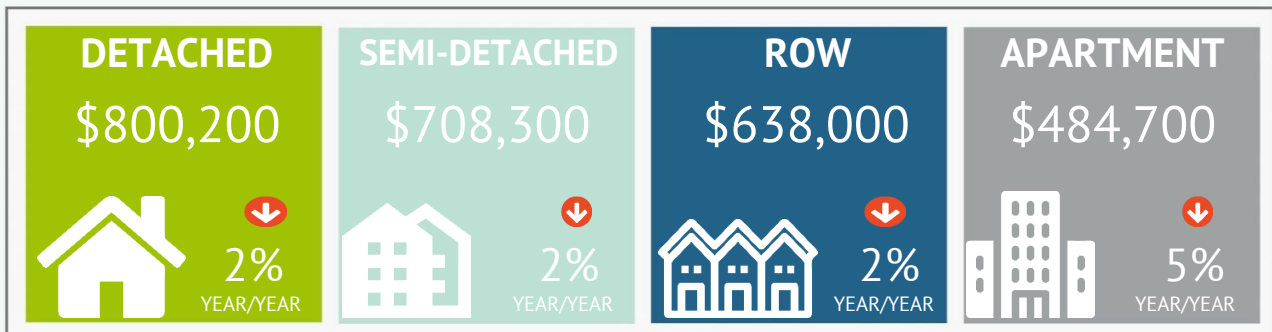 DETACHED
$800,200
2%
YEAR/YEAR
SEMI-DETACHED
$708,300
2%
YEAR/YEAR
ROW
$638,000
2%
YEAR/YEAR
APARTMENT
$484,700
5%
YEAR/YEAR